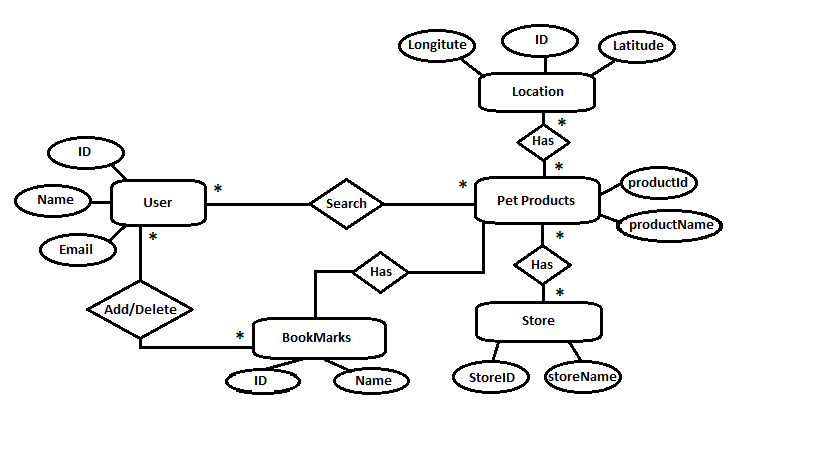 Longitute
ID
Latitude
Location
*
Has
*
ID
User
*
Search
*
Pet Products
productId
Name
productName
Email
*
*
Has
Has
*
Add/Delete
*
BookMarks
Store
ID
Name
StoreID
storeName